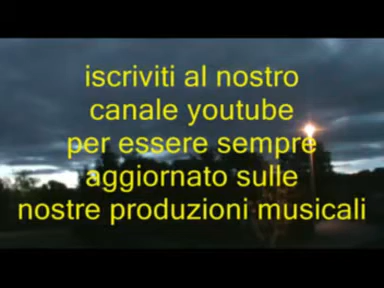 iscriviti al nostro
canale youtube
per essere sempre
aggiornato sulle
nostre produzioni musicali